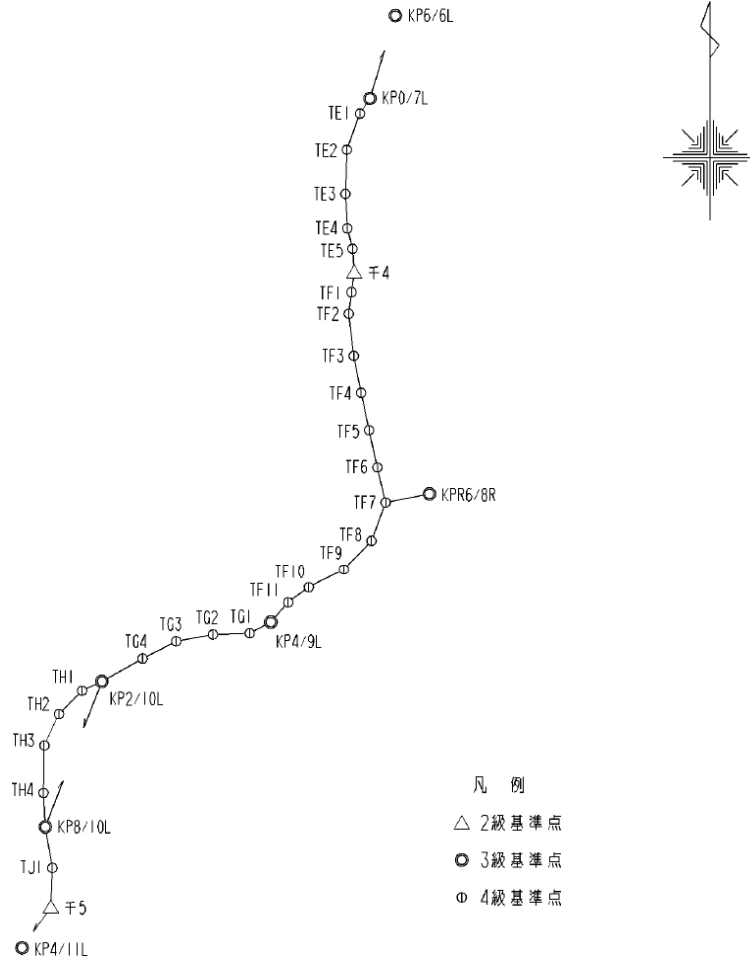 KP6/6L
KP0/7L
TE1
TE2
TE3
TE4
TE5
千4
TF1
TF2
TF3
TF4
TF5
TF6
KPR6/8R
TF7
TF8
TF9
TF10
TF11
TG1
TG2
TG3
TG4
KP4/9L
TH1
KP2/10L
TH2
TH3
TH4
KP8/10L
TJ1
千5
KP4/11L
凡 例
2級基準点
3級基準点
4級基準点